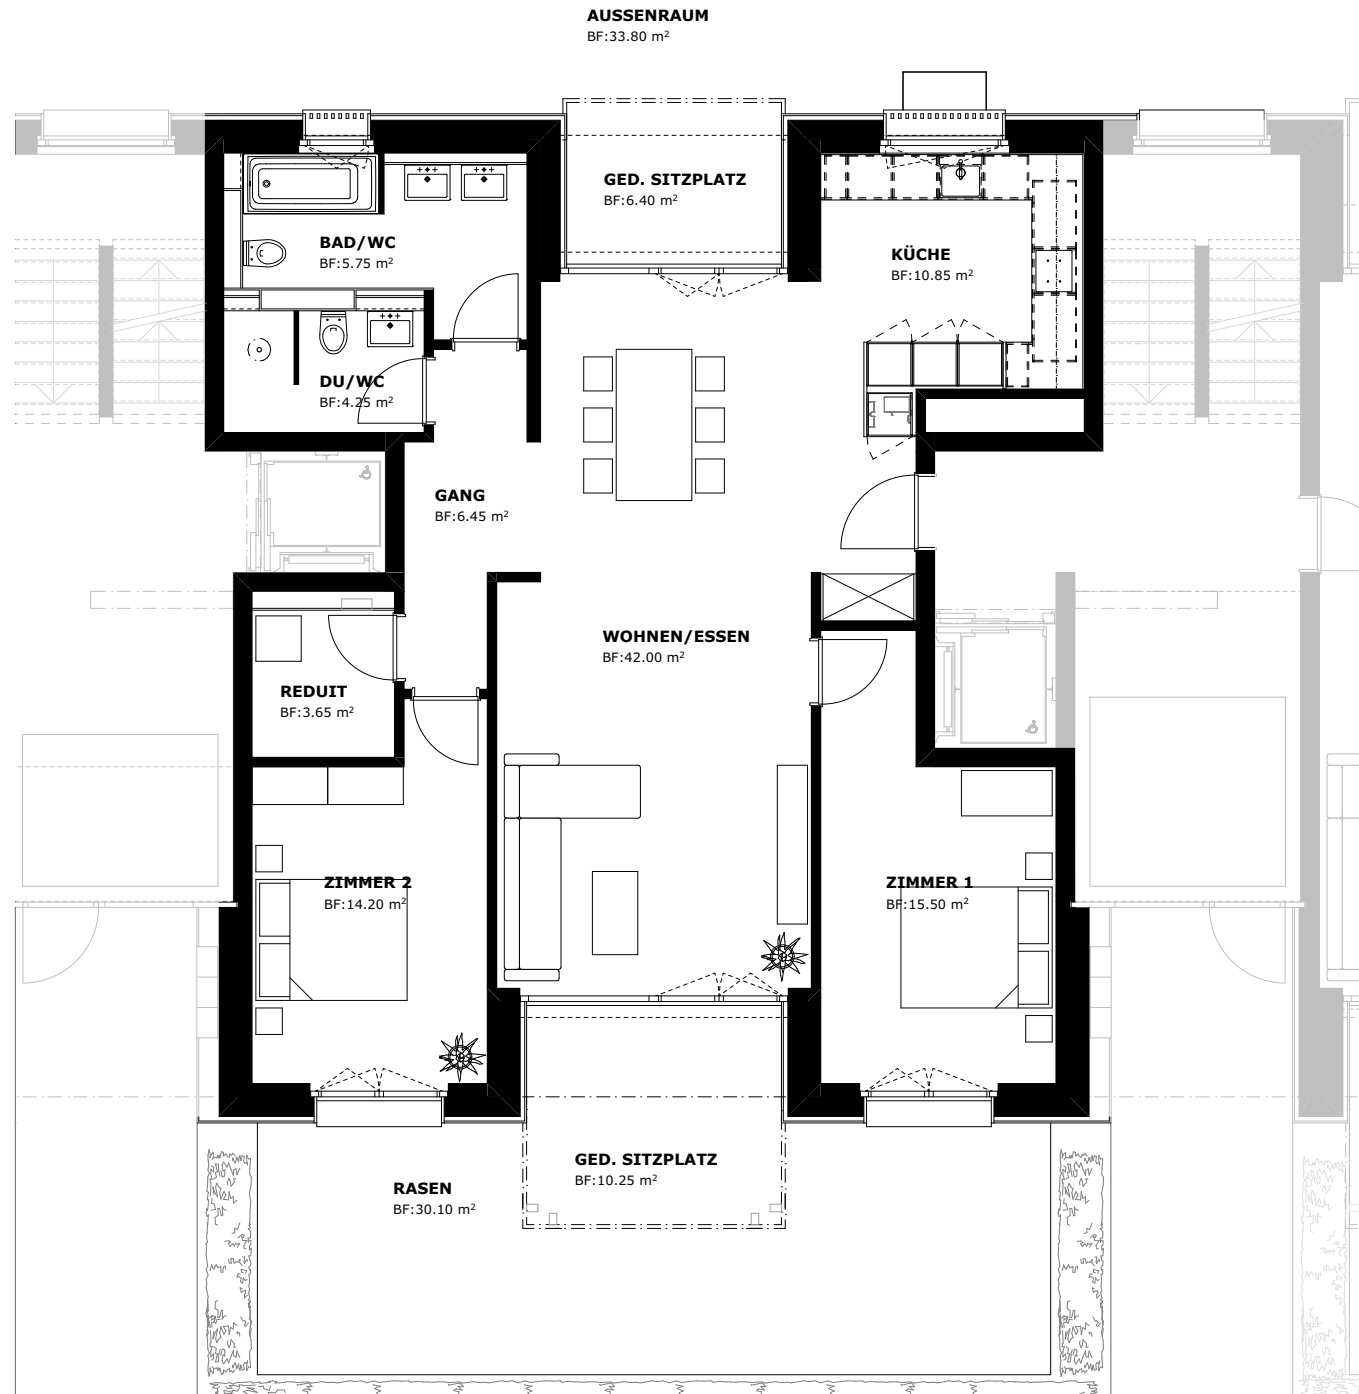 AUSSENRAUM
BF:33.80 m²
GED. SITZPLATZ
BF:6.40 m²
BAD/WC
BF:5.75 m²
KÜCHE
BF:10.85 m²
DU/WC
BF:4.25 m²
GANG
BF:6.45 m²
WOHNEN/ESSEN
BF:42.00 m²
REDUIT
BF:3.65 m²
ZIMMER 2
BF:14.20 m²
ZIMMER 1
BF:15.50 m²
GED. SITZPLATZ
BF:10.25 m²
RASEN
BF:30.10 m²